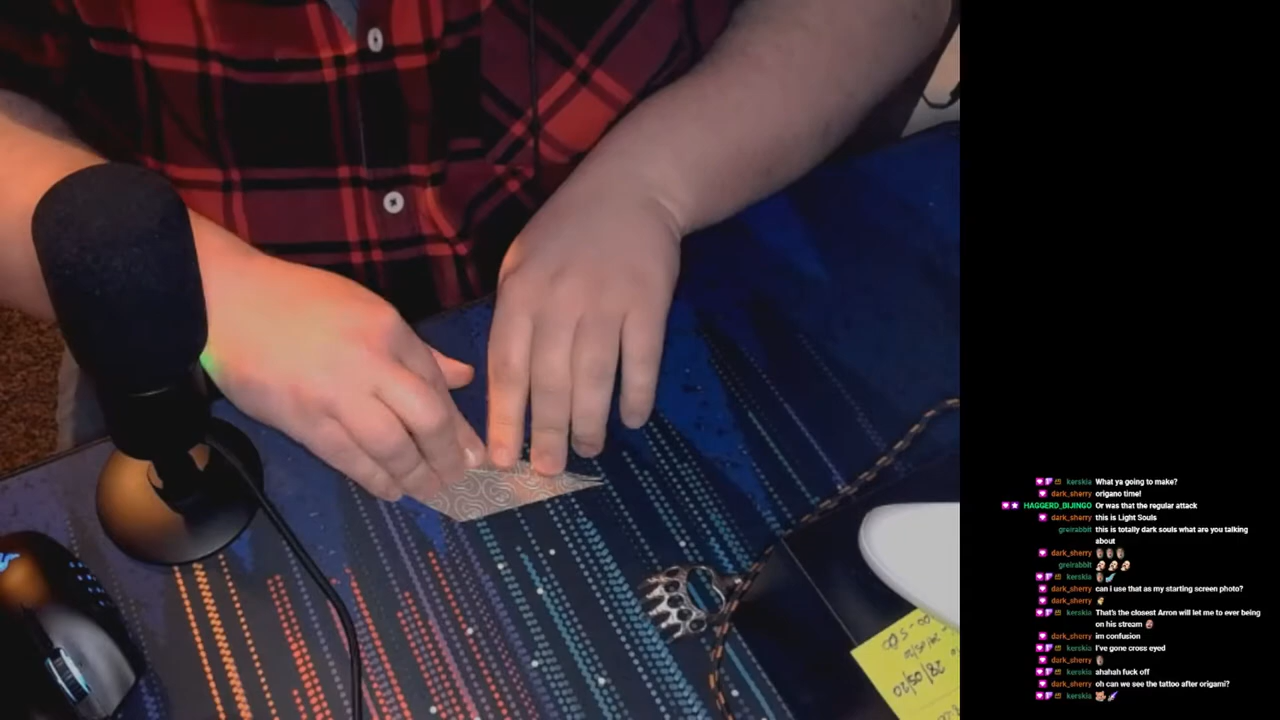 kerskia What ya going to make?
dark_sherry origano time!
HAGGERD_BIJINGO Or was that the regular attack
dark_sherry this is Light Souls
greirabbit this is totally dark souls what are you talking
about
dark_sherry
greirabbit
kerskia
dark_sherry can i use that as my starting screen photo?
dark_sherry
kerskia That's the closest Arron will let me to ever being
on his stream
dark_sherry im confusion
kerskia I've gone cross eyed
dark_sherry
kerskia ahahah fuck off
dark_sherry oh can we see the tattoo after origami?
kerskia